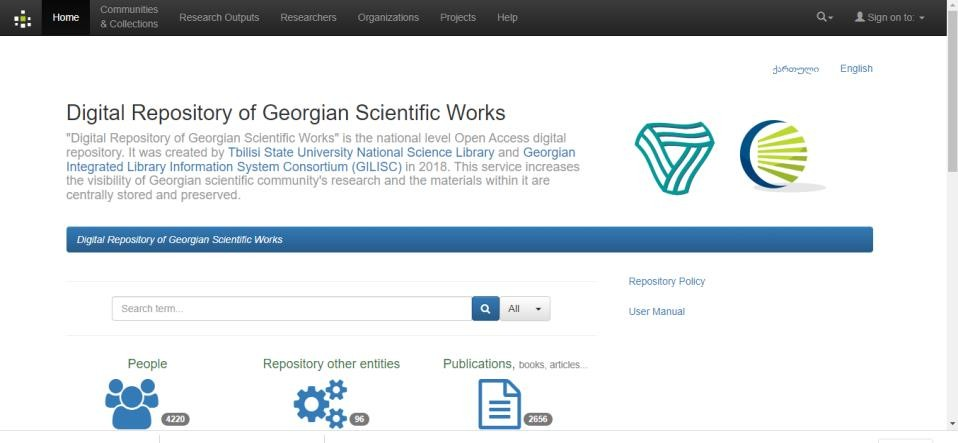 Home
Communities
& Collections
Research Outputs
Researchers
Organizations
Projects
Help
Sign on to:
ქართული
English
Digital Repository of Georgian Scientific Works
"Digital Repository of Georgian Scientific Works" is the national level Open Access digital
repository. It was created by Tbilisi State University National Science Library and Georgian
Integrated Library Information System Consortium (GILISC) in 2018. This service increases
the visibility of Georgian scientific community's research and the materials within it are
centrally stored and preserved.
Digital Repository of Georgian Scientific Works
Repository Policy
Search term...
All
User Manual
People
Repository other entities
Publications, books, articles...
4220
96
2656